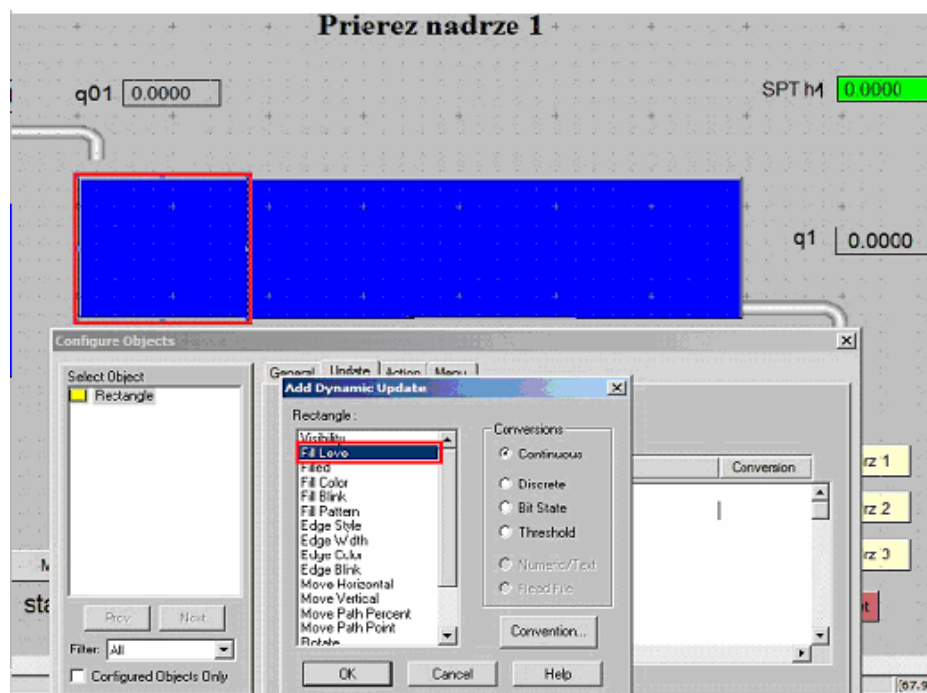 Prierez nadrze 1
q01 0.0000
SPT h1 0.0000
q1 0.0000
Configure Objects
Select Object
Rectangle
General Update Action Menu
Add Dynamic Update
Rectangle :
Visibility
Fill Level
Filled
Fill Color
Fill Blink
Fill Pattern
Edge Style
Edge Width
Edge Color
Edge Blink
Move Horizontal
Move Vertical
Move Path Percent
Move Path Point
Rotate
Conversions
Continuous
Discrete
Bit State
Threshold
Numeric/Text
Read File
Convention...
OK Cancel Help
Conversion
rz 1
rz 2
rz 3
Prev Next
Filter: All
Configured Objects Only